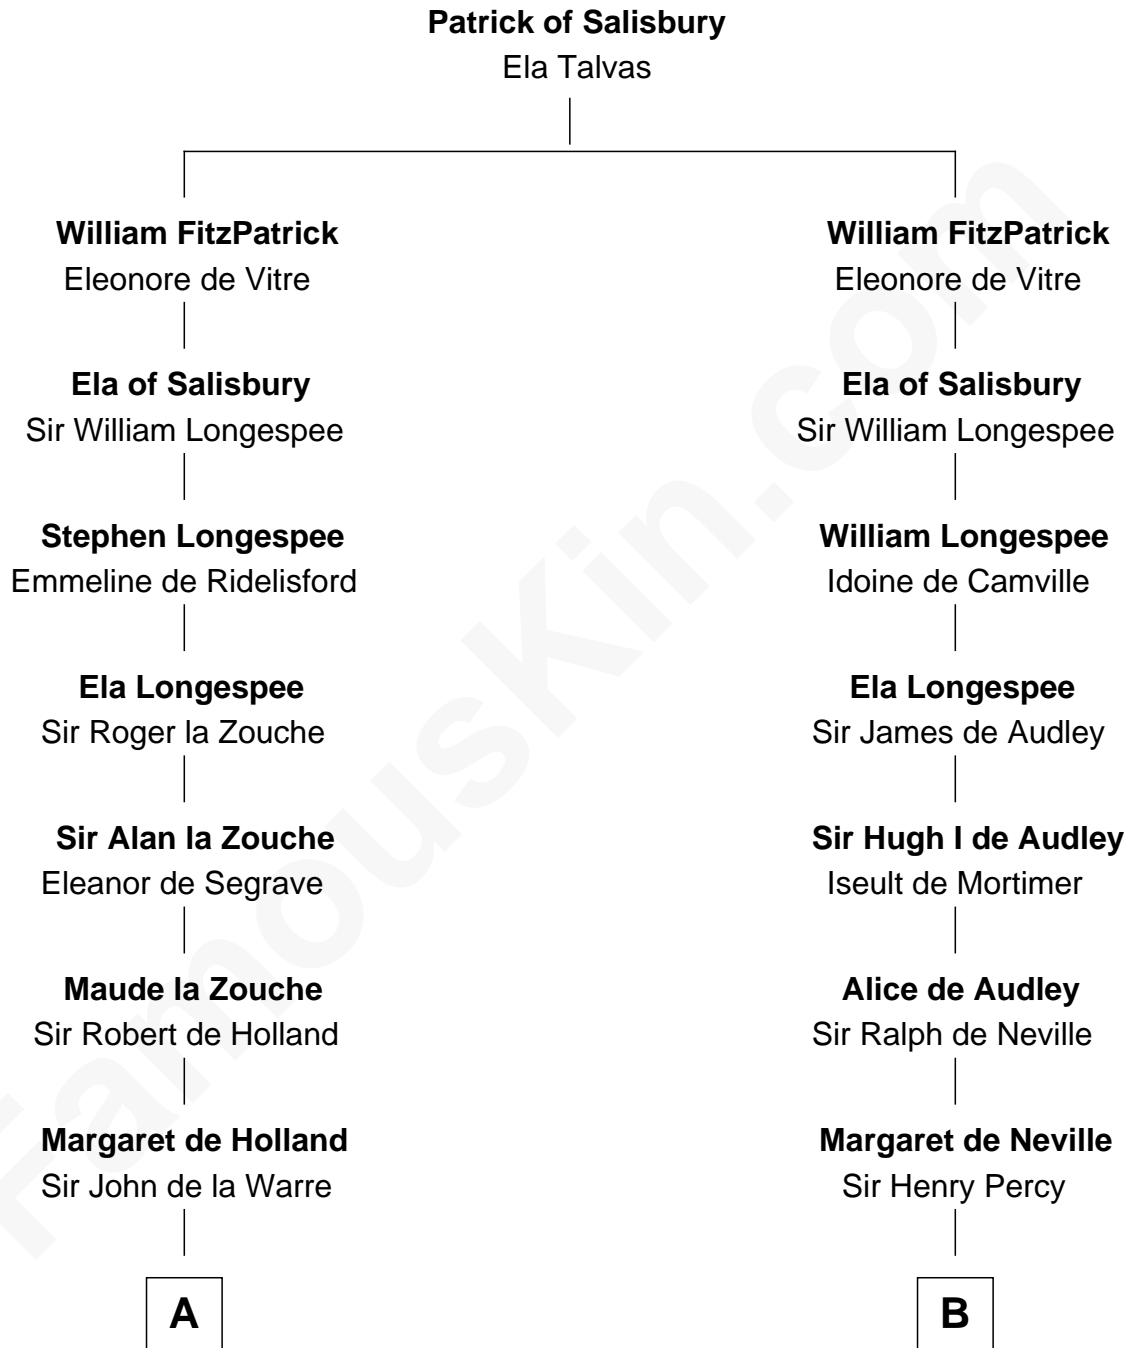 Patrick of Salisbury
Ela Talvas
William FitzPatrick
Eleonore de Vitre
Ela of Salisbury
Sir William Longespee
Stephen Longespee
Emmeline de Ridelisford
Ela Longespee
Sir Roger la Zouche
Sir Alan la Zouche
Eleanor de Segrave
Maude la Zouche
Sir Robert de Holland
Margaret de Holland
Sir John de la Warre
A
William FitzPatrick
Eleonore de Vitre
Ela of Salisbury
Sir William Longespee
William Longespee
Idoine de Camville
Ela Longespee
Sir James de Audley
Sir Hugh I de Audley
Iseult de Mortimer
Alice de Audley
Sir Ralph de Neville
Margaret de Neville
Sir Henry Percy
B
FamousKin.com